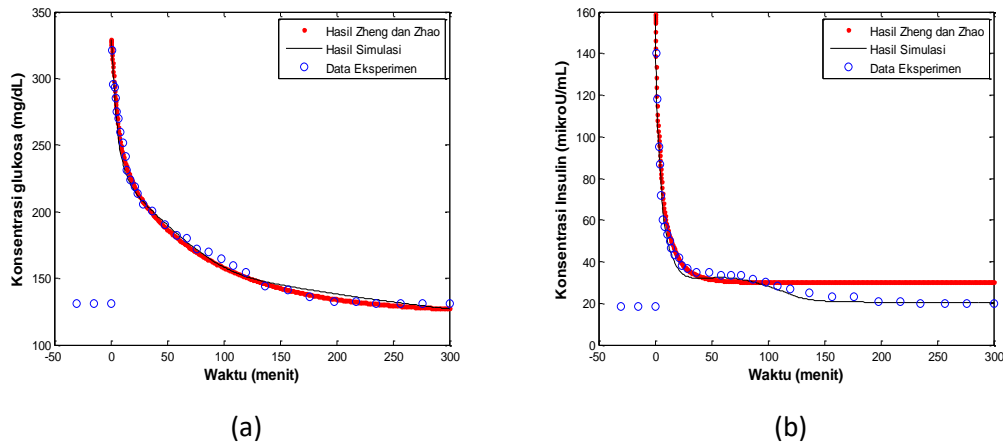 350
300
250
200
150
100
-50 0 50 100 150 200 250 300
Waktu (menit)
Konsentrasi glukosa (mg/dL)
Hasil Zheng dan Zhao
Hasil Simulasi
Data Eksperimen
(a)
160
140
120
100
80
60
40
20
0
-50 0 50 100 150 200 250 300
Waktu (menit)
Konsentrasi Insulin (mikroU/mL)
Hasil Zheng dan Zhao
Hasil Simulasi
Data Eksperimen
(b)